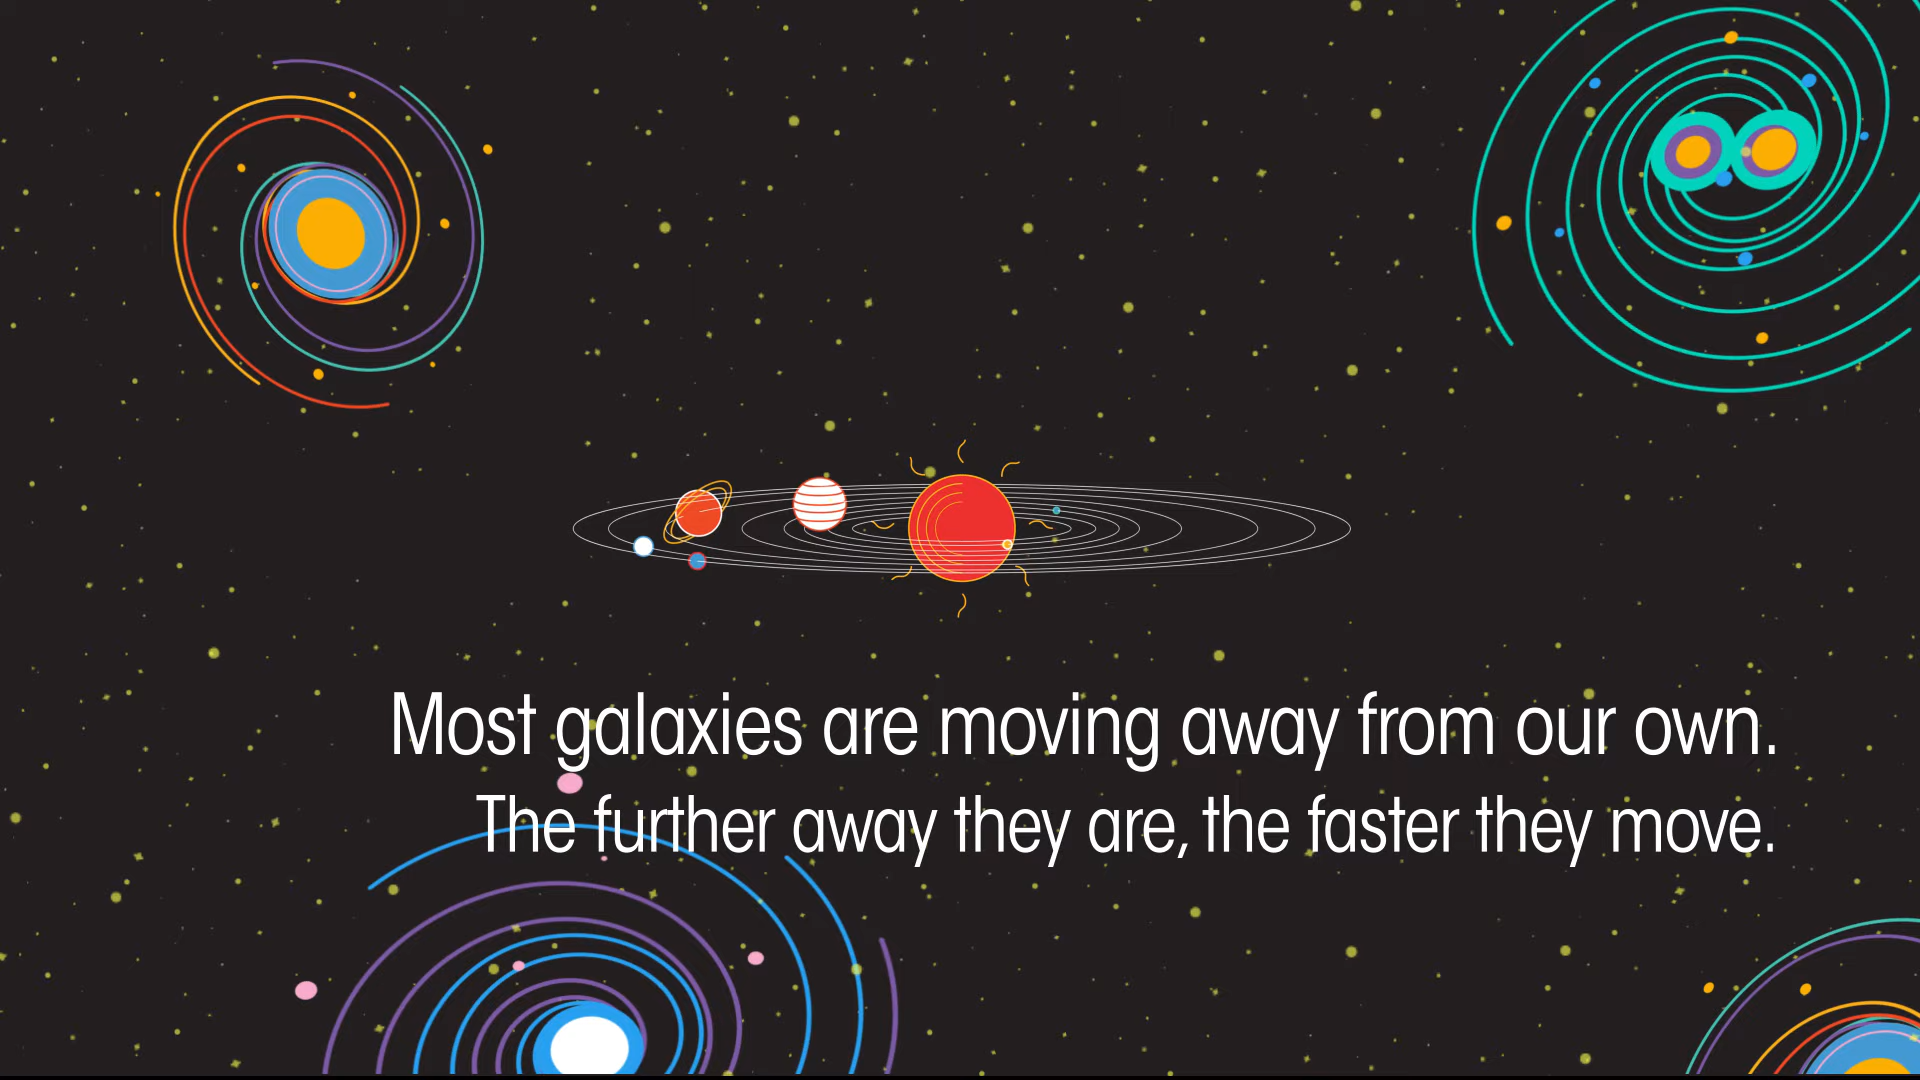 Most galaxies are moving away from our own.
The further away they are, the faster they move.